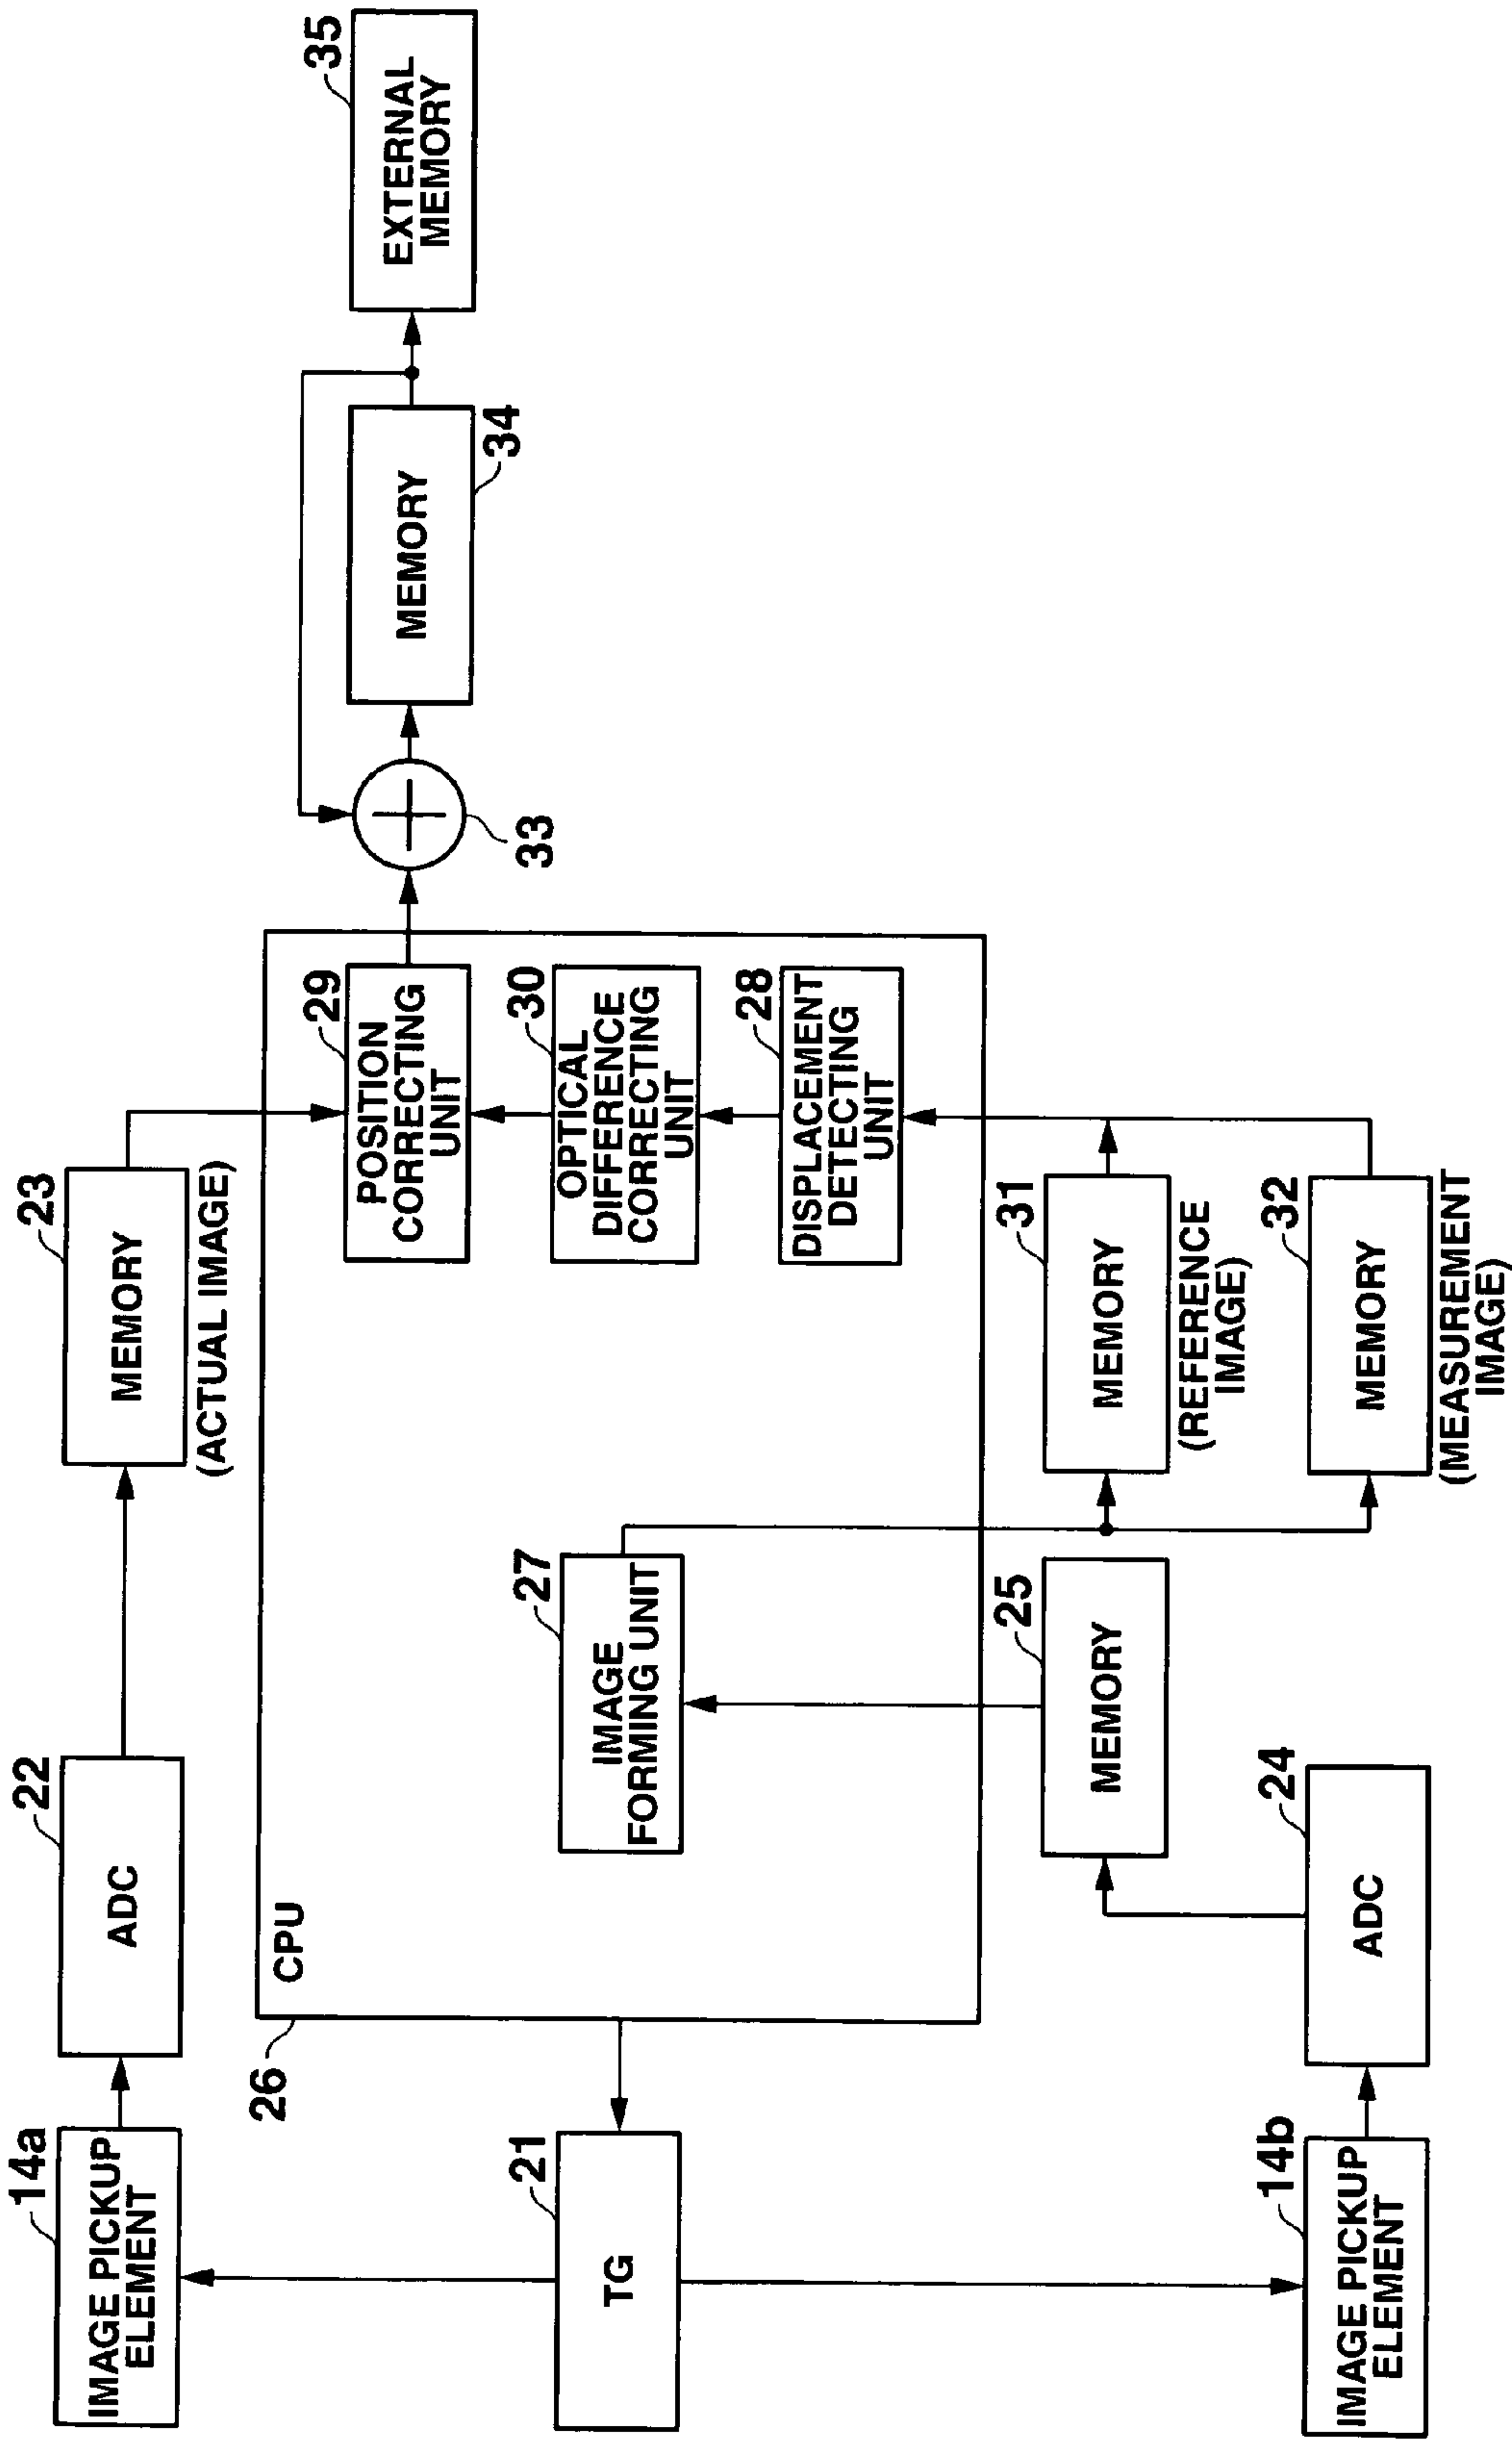 14a
IMAGE PICKUP
ELEMENT
22
ADC
23
MEMORY
(ACTUAL IMAGE)
26
CPU
21
TG
27
IMAGE
FORMING UNIT
29
POSITION
CORRECTING
UNIT
30
OPTICAL
DIFFERENCE
CORRECTING
UNIT
28
DISPLACEMENT
DETECTING
UNIT
33
34
MEMORY
35
EXTERNAL
MEMORY
25
MEMORY
31
MEMORY
(REFERENCE
IMAGE)
14b
IMAGE PICKUP
ELEMENT
24
ADC
32
MEMORY
(MEASUREMENT
IMAGE)